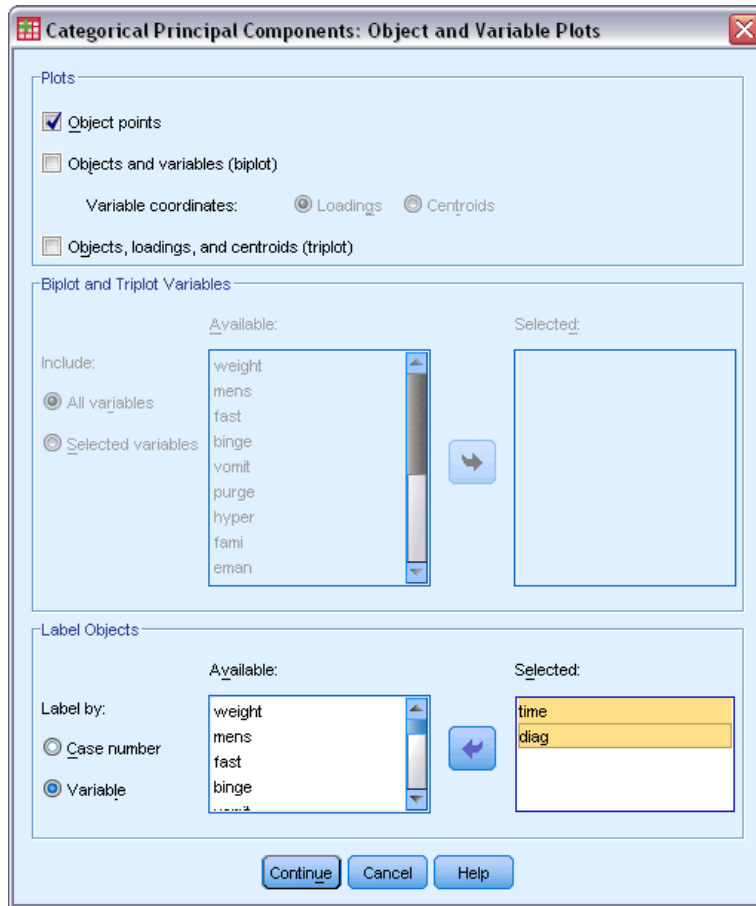 Categorical Principal Components: Object and Variable Plots
Plots
Object points
Objects and variables (biplot)
Variable coordinates: Loadings Centroids
Objects, loadings, and centroids (triplot)
Biplot and Triplot Variables
Available: Selected:
Include:
All variables
Selected variables
weight
mens
fast
binge
vomit
purge
hyper
fami
eman
Label Objects
Available: Selected:
Label by:
Case number
Variable
weight
mens
fast
binge
vomit
time
diag
Continue Cancel Help